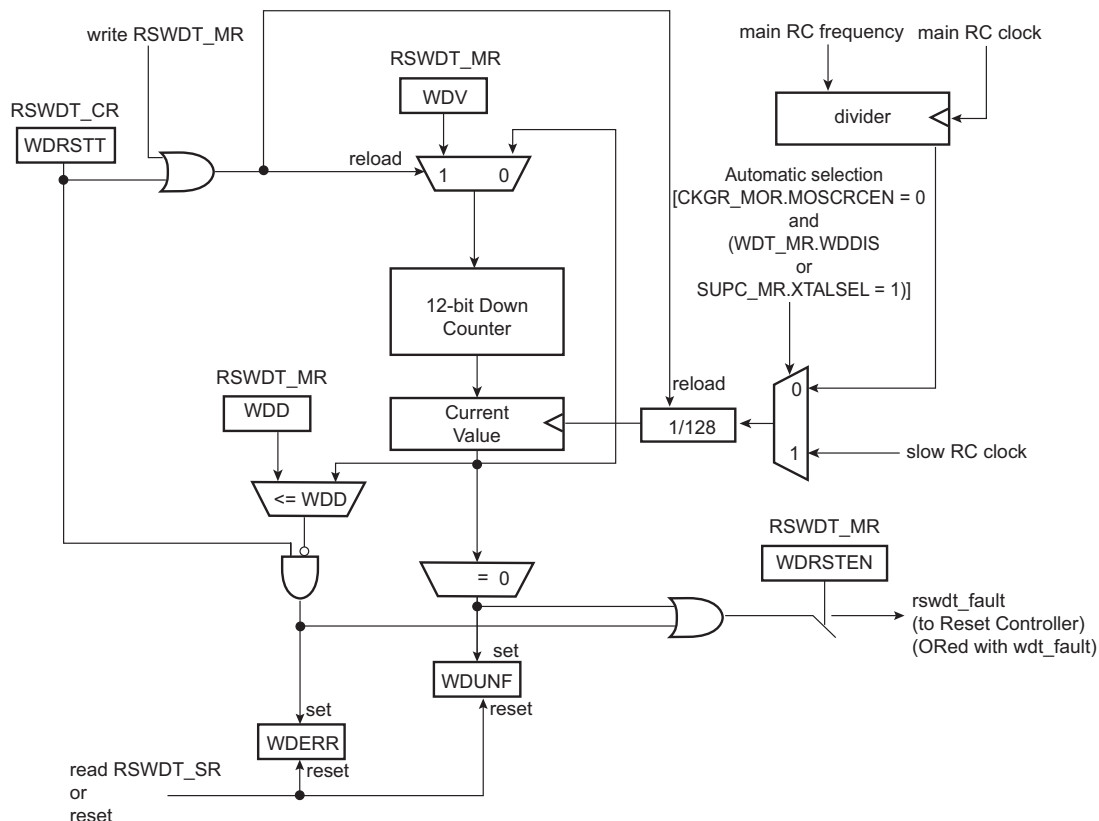 write RSWDT_MR
main RC frequency
main RC clock
RSWDT_MR
WDV
divider
RSWDT_CR
WDRSTT
reload
1 0
Automatic selection
[CKGR_MOR.MOSCRCEN = 0
and
(WDT_MR.WDDIS
or
SUPC_MR.XTALSEL = 1)]
12-bit Down
Counter
RSWDT_MR
WDD
reload
0
Current
Value
1/128
1
slow RC clock
<= WDD
RSWDT_MR
WDRSTEN
= 0
rswdt_fault
(to Reset Controller)
(ORed with wdt_fault)
set
WDUNF
reset
set
WDERR
reset
read RSWDT_SR
or
reset